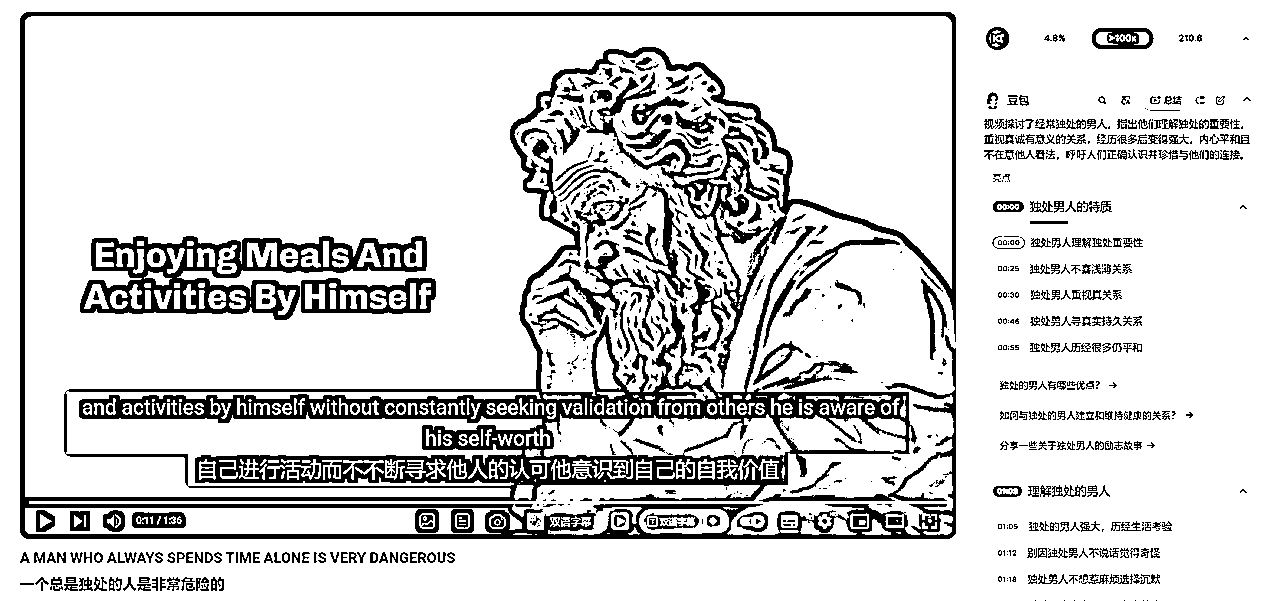 Enjoying Meals And
Activities By Himself
and activities by himself without constantly seeking validation from others he is aware of
his self-worth
自己进行活动而不不断寻求他人的认可他意识到自己的自我价值
0:11 / 1:36
双语字幕
双语字幕
A MAN WHO ALWAYS SPENDS TIME ALONE IS VERY DANGEROUS
一个总是独处的人是非常危险的
4.8%
>100x
210.6
豆包
总结
视频探讨了经常独处的男人，指出他们理解独处的重要性，
重视真诚有意义的关系，经历很多后变得强大，内心平和且
不在意他人看法，呼吁人们正确认识并珍惜与他们的连接。
亮点
00:00 独处男人的特质
00:00 独处男人理解独处重要性
00:25 独处男人不喜浅薄关系
00:30 独处男人重视真关系
00:46 独处男人寻真实持久关系
00:55 独处男人历经很多仍平和
独处的男人有哪些优点？ →
如何与独处的男人建立和维持健康的关系？ →
分享一些关于独处男人的励志故事 →
理解独处的男人
01:05 独处的男人强大，历经生活考验
01:12 别因独处男人不说话觉得奇怪
01:18 独处男人不想惹麻烦选择沉默